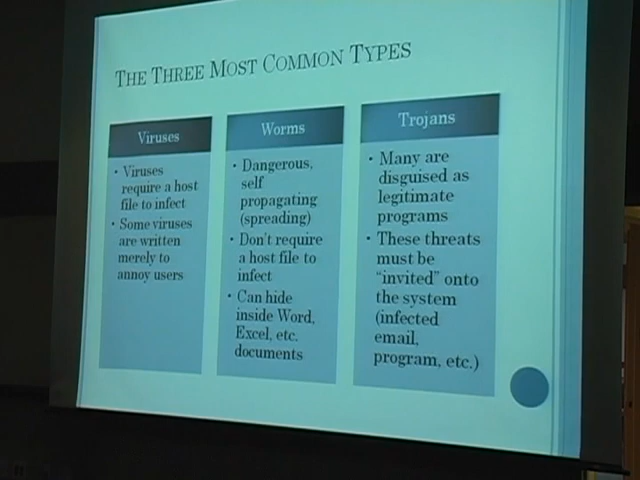 THE THREE MOST COMMON TYPES
Viruses
• Viruses
require a host
file to infect
• Some viruses
are written
merely to
annoy users
Worms
• Dangerous,
self
propagating
(spreading)
• Don't require
a host file to
infect
• Can hide
inside Word,
Excel, etc.
documents
Trojans
• Many are
disguised as
legitimate
programs
• These threats
must be
"invited" onto
the system
(infected
email,
program, etc.)